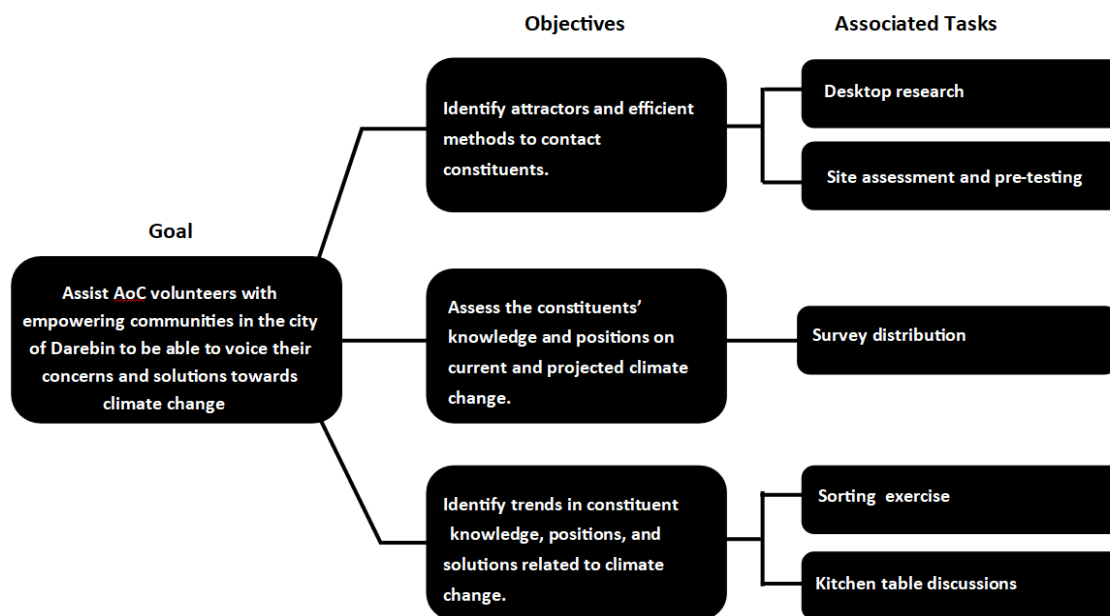 Objectives
Associated Tasks
Identify attractors and efficient
methods to contact
constituents.
Desktop research
Site assessment and pre-testing
Goal
Assist AoC volunteers with
empowering communities in the city
of Darebin to be able to voice their
concerns and solutions towards
climate change
Assess the constituents’
knowledge and positions on
current and projected climate
change.
Survey distribution
Identify trends in constituent
knowledge, positions, and
solutions related to climate
change.
Sorting exercise
Kitchen table discussions